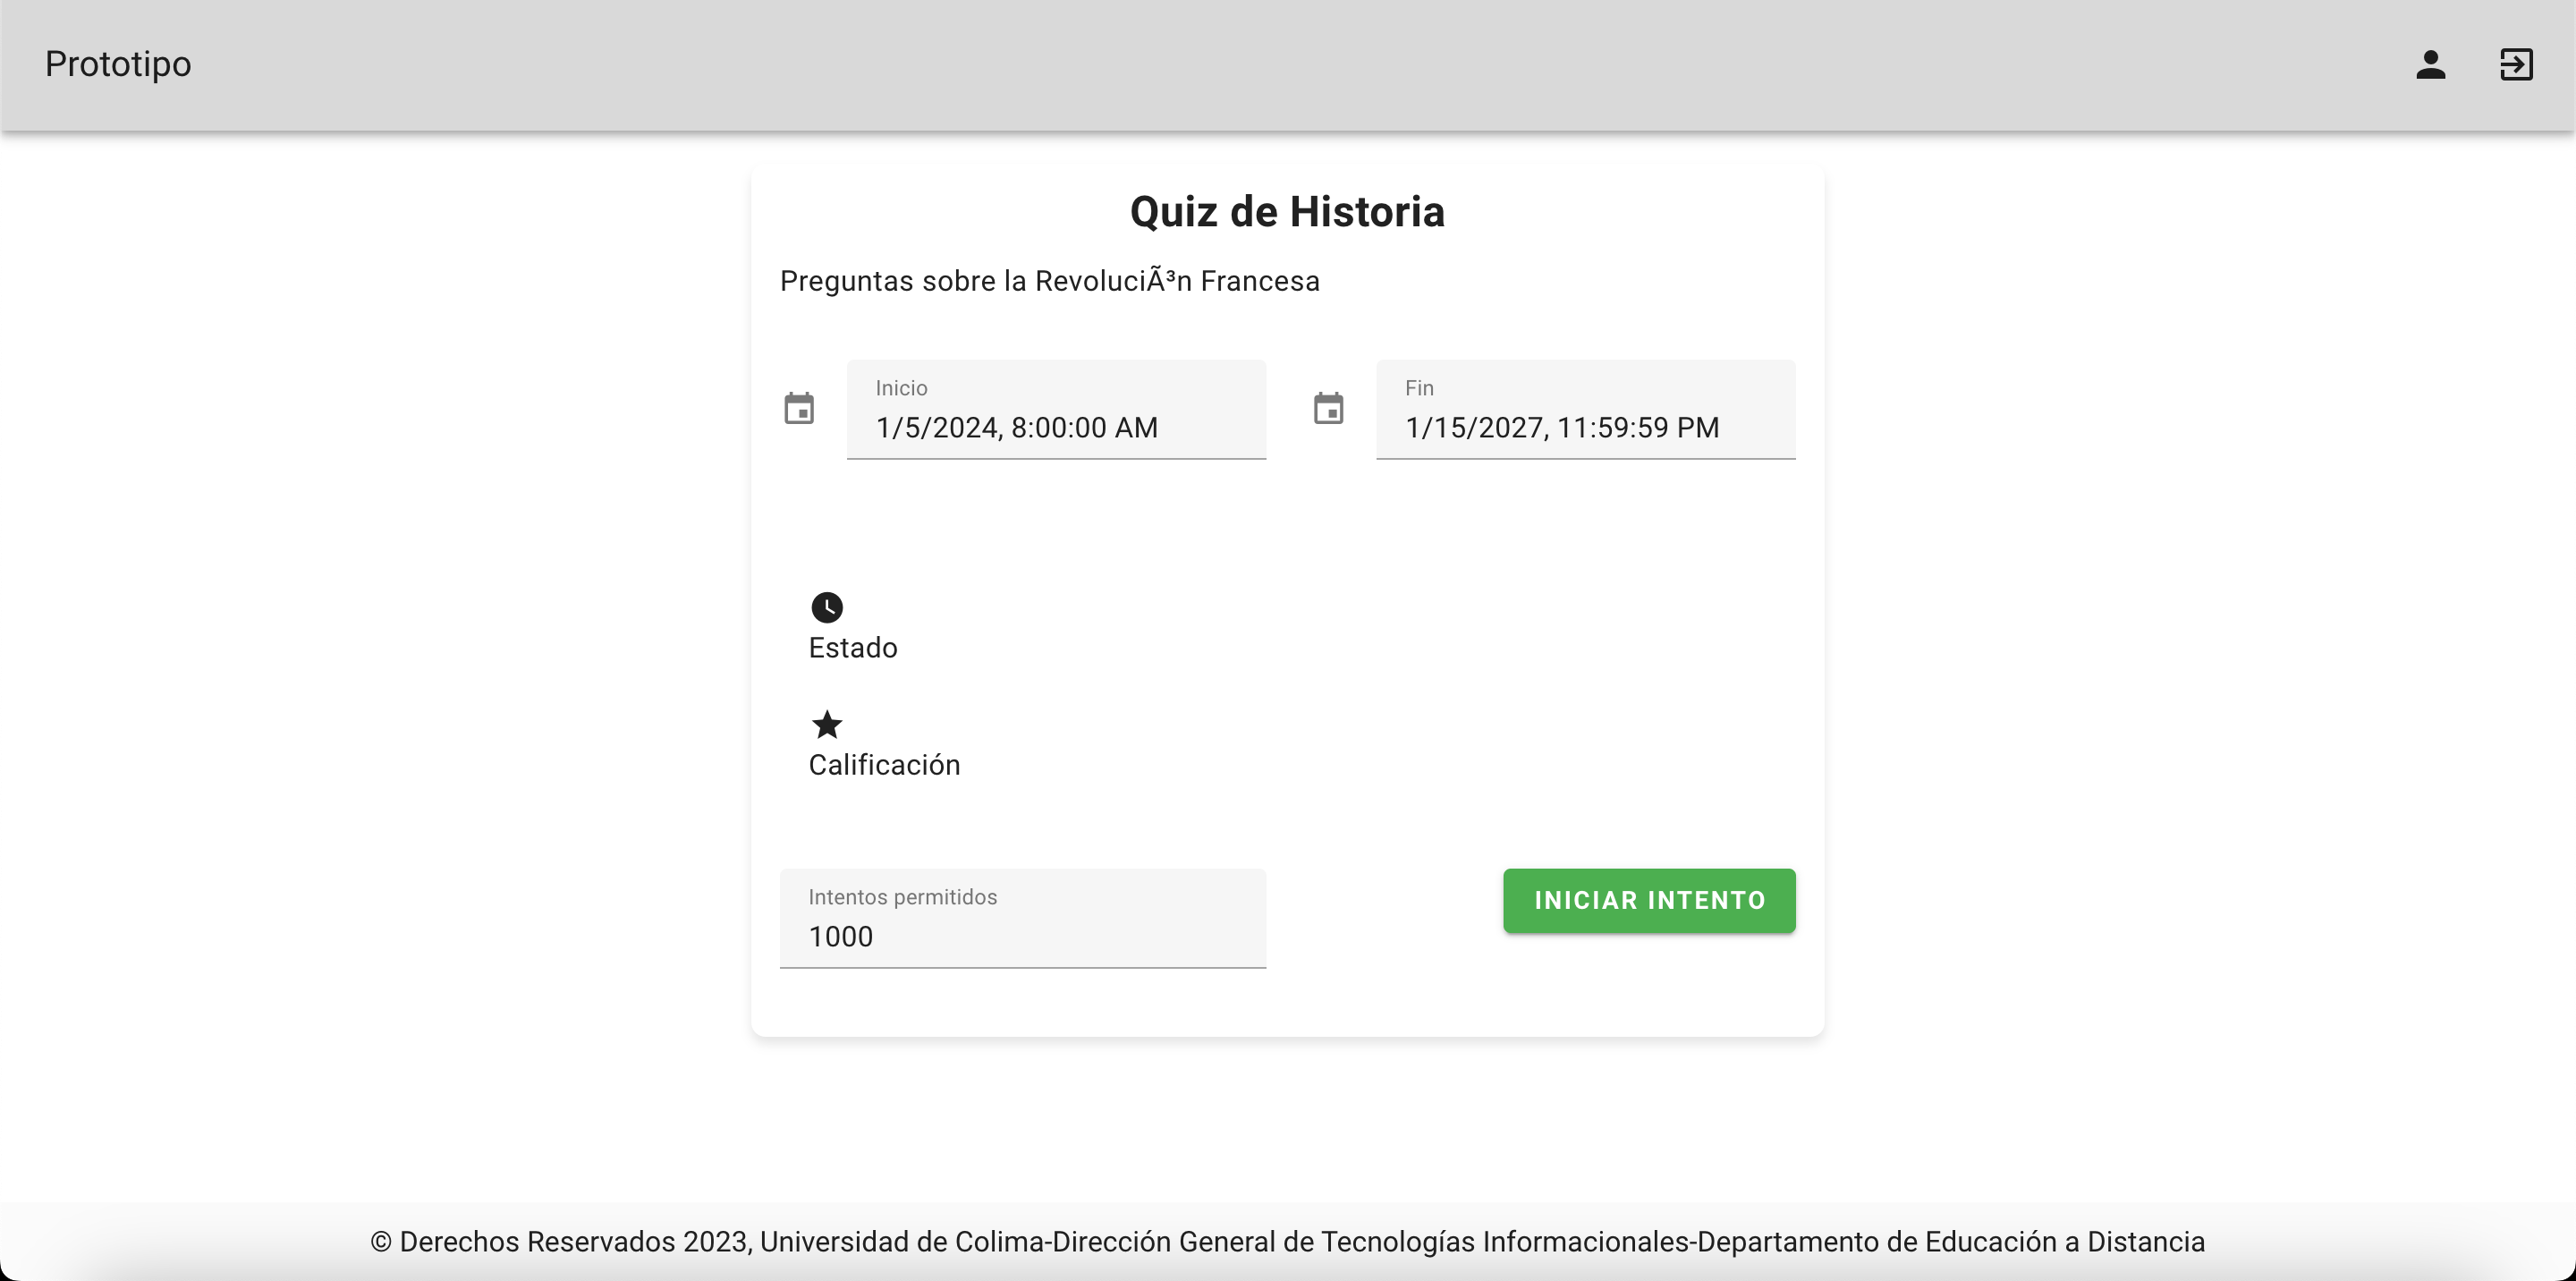 Prototipo
Quiz de Historia
Preguntas sobre la RevoluciÃ³n Francesa
Inicio
1/5/2024, 8:00:00 AM
Fin
1/15/2027, 11:59:59 PM
Estado
Calificación
Intentos permitidos
1000
INICIAR INTENTO
© Derechos Reservados 2023, Universidad de Colima-Dirección General de Tecnologías Informacionales-Departamento de Educación a Distancia